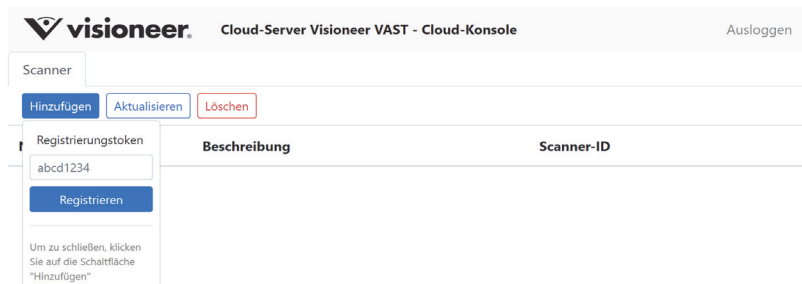 visioneer. Cloud-Server Visioneer VAST - Cloud-Konsole Ausloggen
Scanner
Hinzufügen Aktualisieren Löschen
Registrierungstoken
Beschreibung Scanner-ID
abcd1234
Registrieren
Um zu schließen, klicken
Sie auf die Schaltfläche
"Hinzufügen"